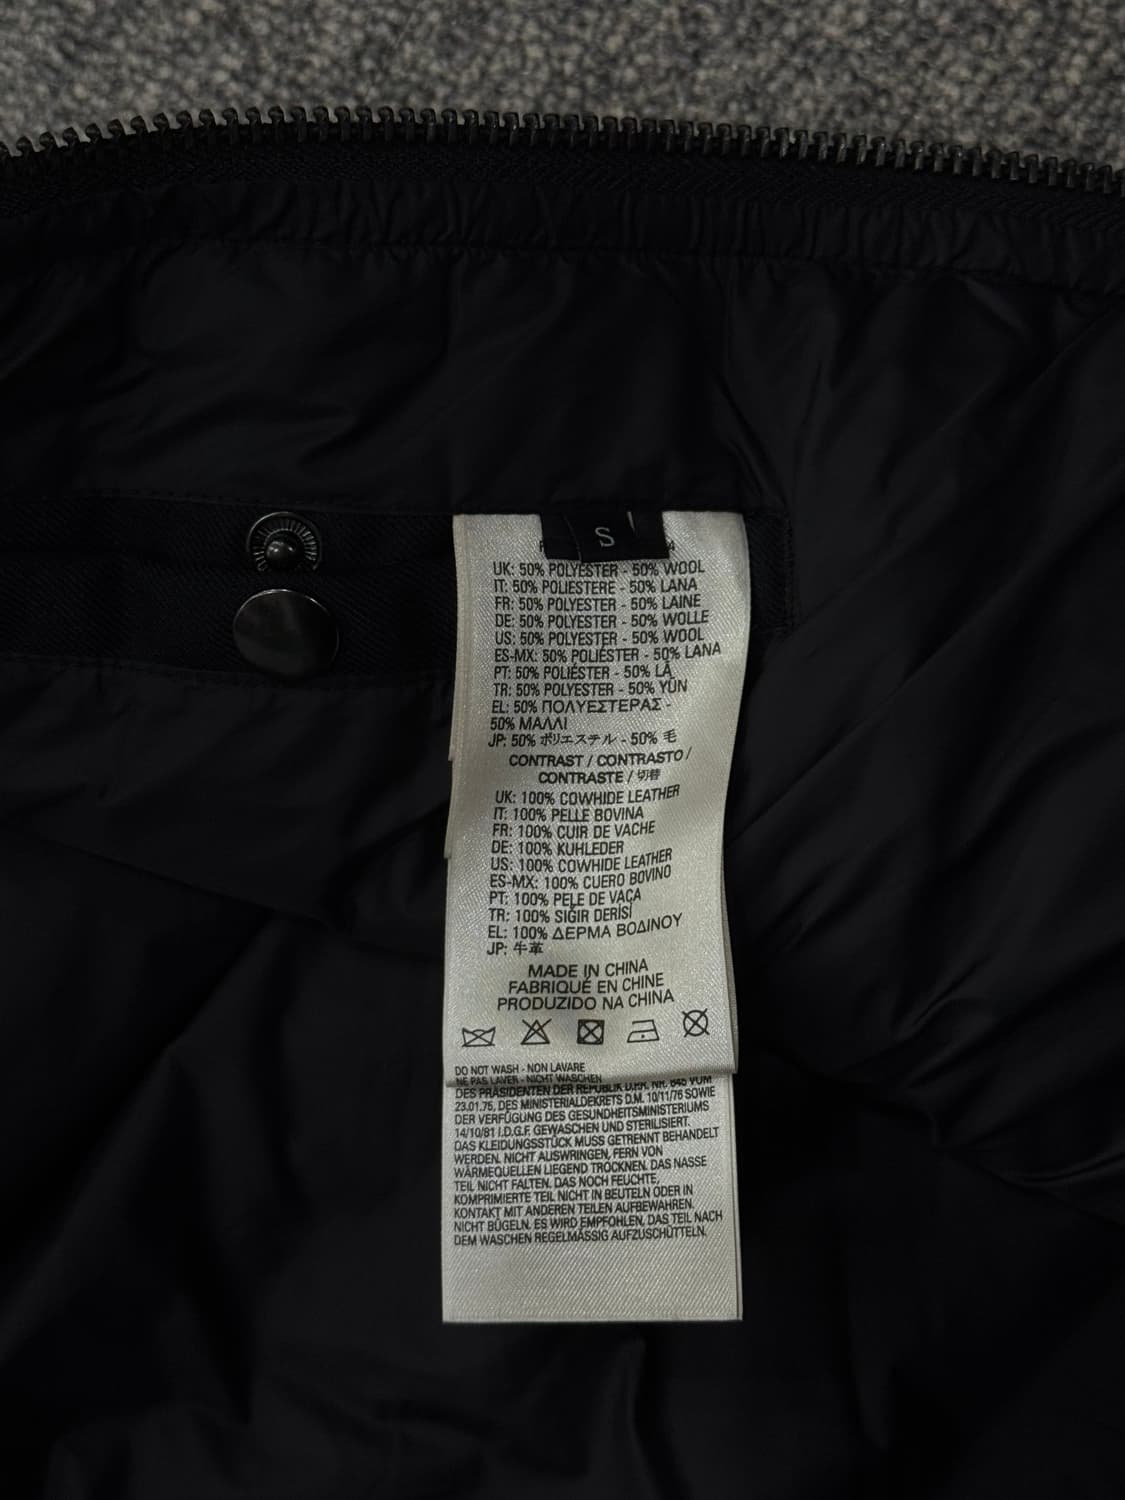 S
UK: 50% POLYESTER - 50% WOOL
IT: 50% POLIESTERE - 50% LANA
FR: 50% POLYESTER - 50% LAINE
DE: 50% POLYESTER - 50% WOLLE
US: 50% POLYESTER - 50% WOOL
ES-MX: 50% POLIÉSTER - 50% LANA
PT: 50% POLIÉSTER - 50% LÃ
TR: 50% POLYESTER - 50% YÜN
EL: 50% ΠΟΛΥΕΣΤΕΡΑΣ -
50% ΜΑΛΛΙ
JP: 50% ポリエステル - 50% 毛
CONTRAST / CONTRASTO /
CONTRASTE / 切替
UK: 100% COWHIDE LEATHER
IT: 100% PELLE BOVINA
FR: 100% CUIR DE VACHE
DE: 100% KUHLEDER
US: 100% COWHIDE LEATHER
ES-MX: 100% CUERO BOVINO
PT: 100% PELE DE VACA
TR: 100% SIĞIR DERİSİ
EL: 100% ΔΕΡΜΑ ΒΟΔΙΝΟΥ
JP: 牛革
MADE IN CHINA
FABRIQUÉ EN CHINE
PRODUZIDO NA CHINA
DO NOT WASH - NON LAVARE
NE PAS LAVER - NICHT WASCHEN
DES PRÄSIDENTEN DER REPUBLIK D.P.R. NR. 845 VOM
23.01.75, DES MINISTERIALDEKRETS D.M. 10/11/76 SOWIE
DER VERFÜGUNG DES GESUNDHEITSMINISTERIUMS
14/10/81 I.D.G.F. GEWASCHEN UND STERILISIERT.
DAS KLEIDUNGSSTÜCK MUSS GETRENNT BEHANDELT
WERDEN. NICHT AUSWRINGEN, FERN VON
WÄRMEQUELLEN LIEGEND TROCKNEN. DAS NASSE
TEIL NICHT FALTEN. DAS NOCH FEUCHTE,
KOMPRIMIERTE TEIL NICHT IN BEUTELN ODER IN
KONTAKT MIT ANDEREN TEILEN AUFBEWAHREN.
NICHT BÜGELN. ES WIRD EMPFOHLEN, DAS TEIL NACH
DEM WASCHEN REGELMÄSSIG AUFZUSCHÜTTELN.